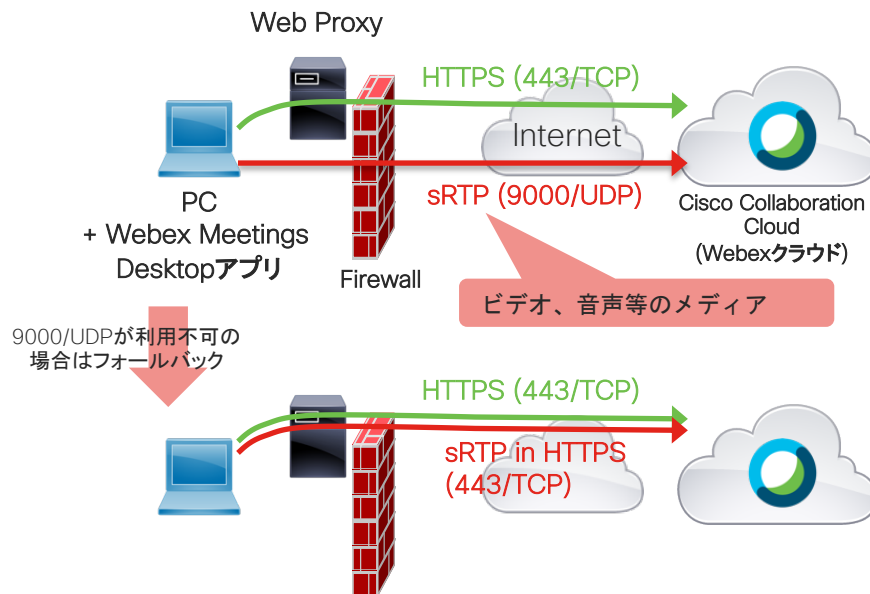 Web Proxy
HTTPS (443/TCP)
Internet
sRTP (9000/UDP)
PC
+ Webex Meetings
Desktopアプリ
Firewall
Cisco Collaboration
Cloud
(Webexクラウド)
ビデオ、音声等のメディア
9000/UDPが利用不可の
場合はフォールバック
HTTPS (443/TCP)
sRTP in HTTPS
(443/TCP)